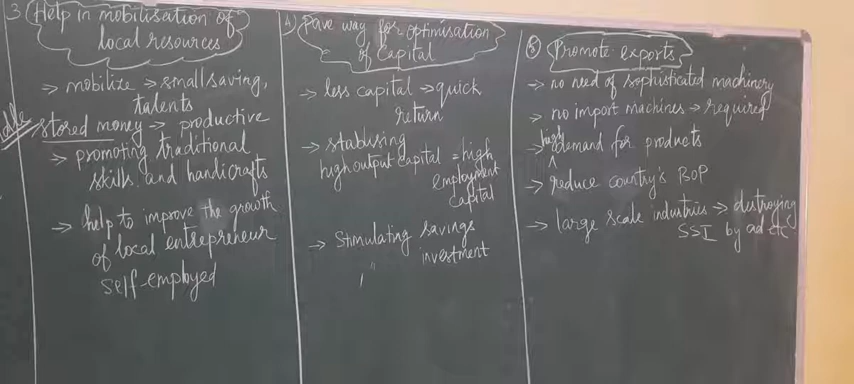 3 Help in mobilisation of
local resources
→ mobilize → small saving,
talents
Idle
stored money → productive
→ promoting traditional
skills and handicrafts
→ help to improve the growth
of local entrepreneur
self-employed
4) Pave way for optimisation
of Capital
→ less capital → quick
return
→ stabilising
high output capital = high
employment
capital
→ Stimulating savings
" investment
5) Promote exports
→ no need of sophisticated machinery
→ no import machines → required
→ high demand for products
→ reduce country's BOP
→ large scale industries → destroying
SSI by ad etc